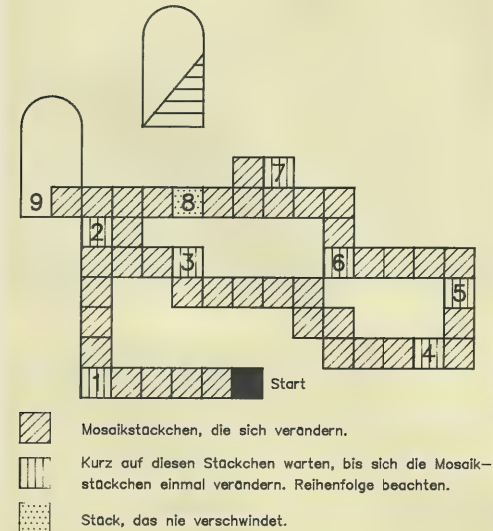 7
9
8
2
3
6
5
4
1
Start
Mosaikstückchen, die sich verändern.
Kurz auf diesen Stückchen warten, bis sich die Mosaik-
stückchen einmal verändern. Reihenfolge beachten.
Stück, das nie verschwindet.